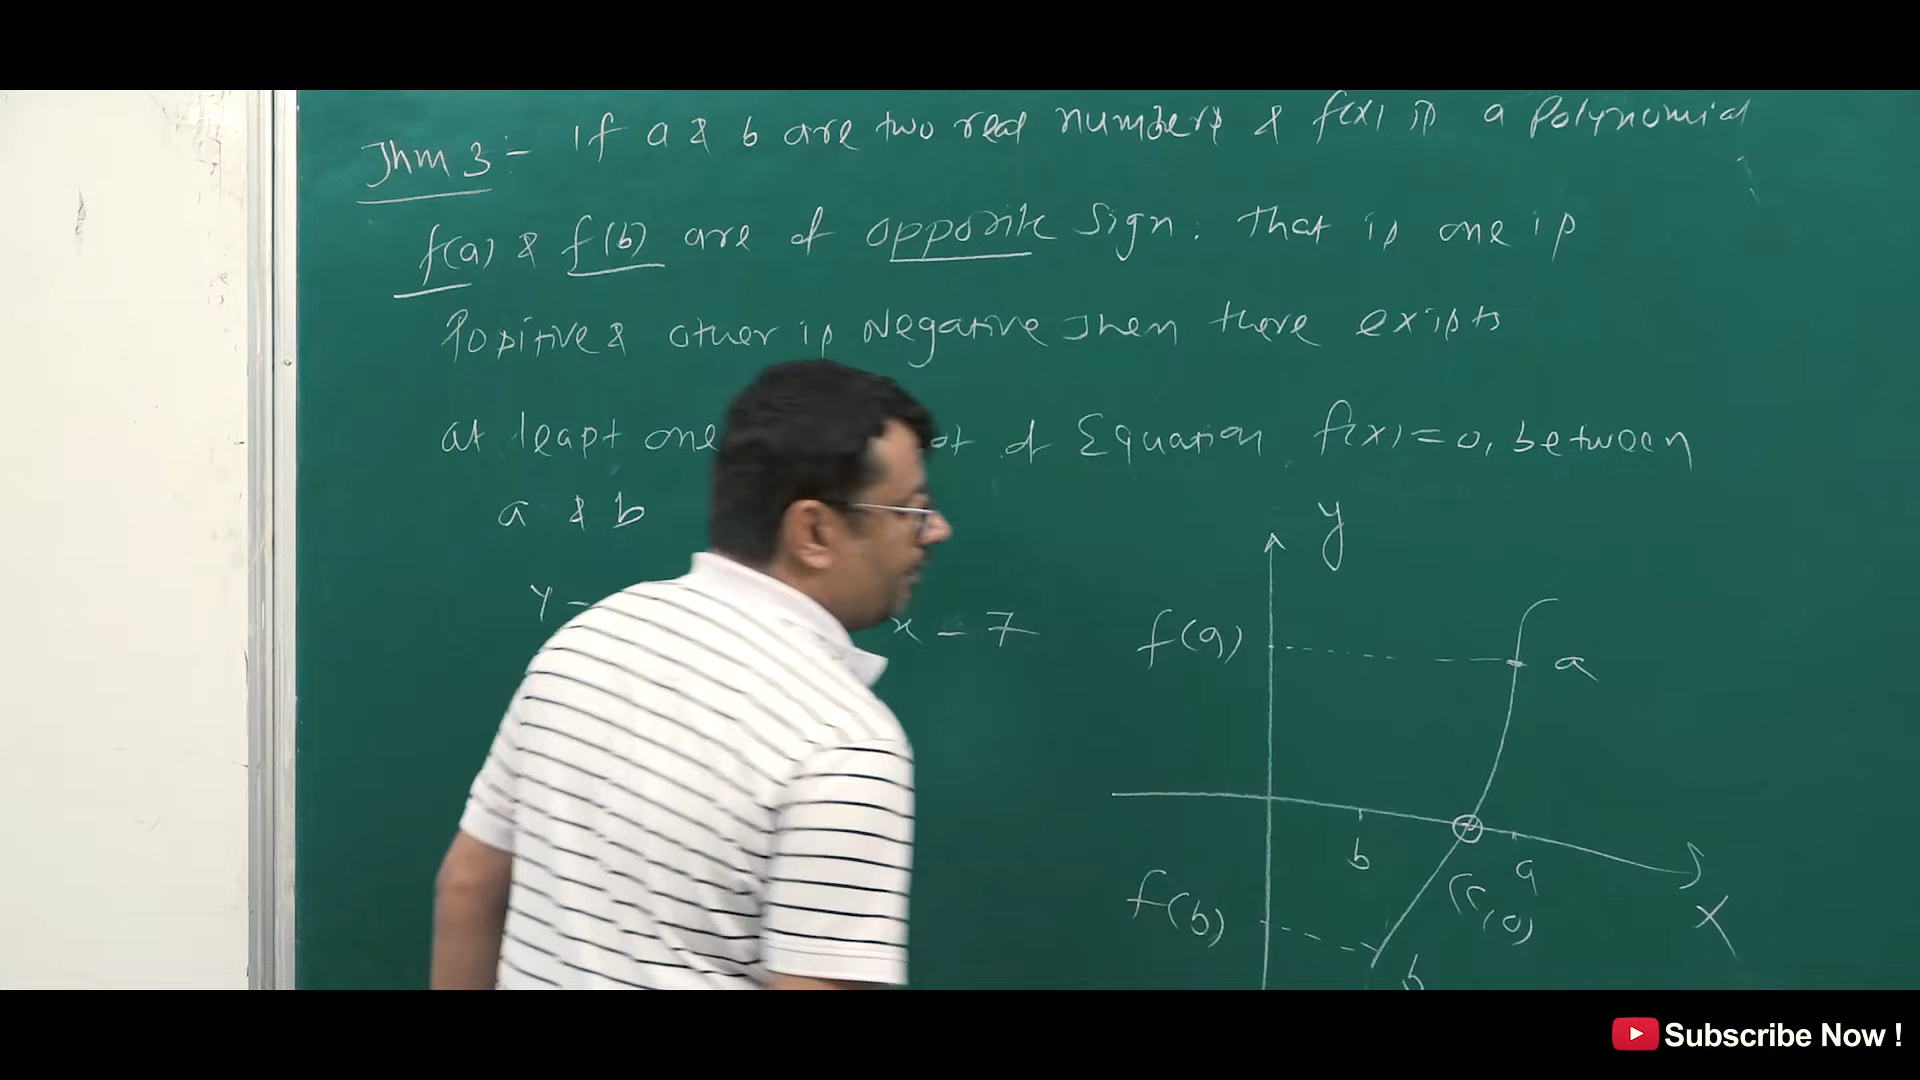 Thm 3:- If a & b are two real numbers & f(x) is a Polynomial
f(a) & f(b) are of opposite sign: that is one is
Positive & other is Negative then there exists
at least one of Equation f(x) = 0, between
a & b
y
y - x - 7
f(a) a
b a
(r, 0)
f(b) X
b
Subscribe Now !